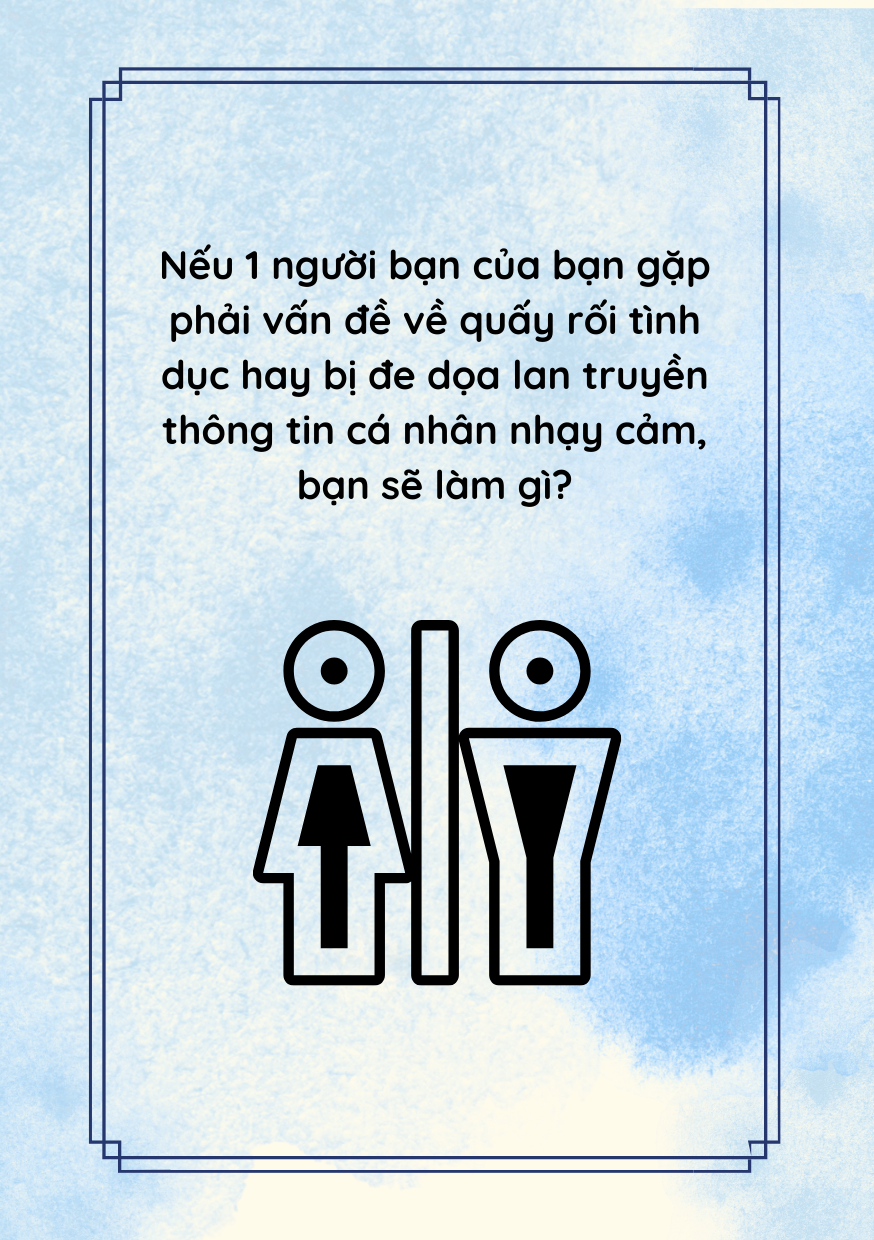 Nếu 1 người bạn của bạn gặp
phải vấn đề về quấy rối tình
dục hay bị đe dọa lan truyền
thông tin cá nhân nhạy cảm,
bạn sẽ làm gì?